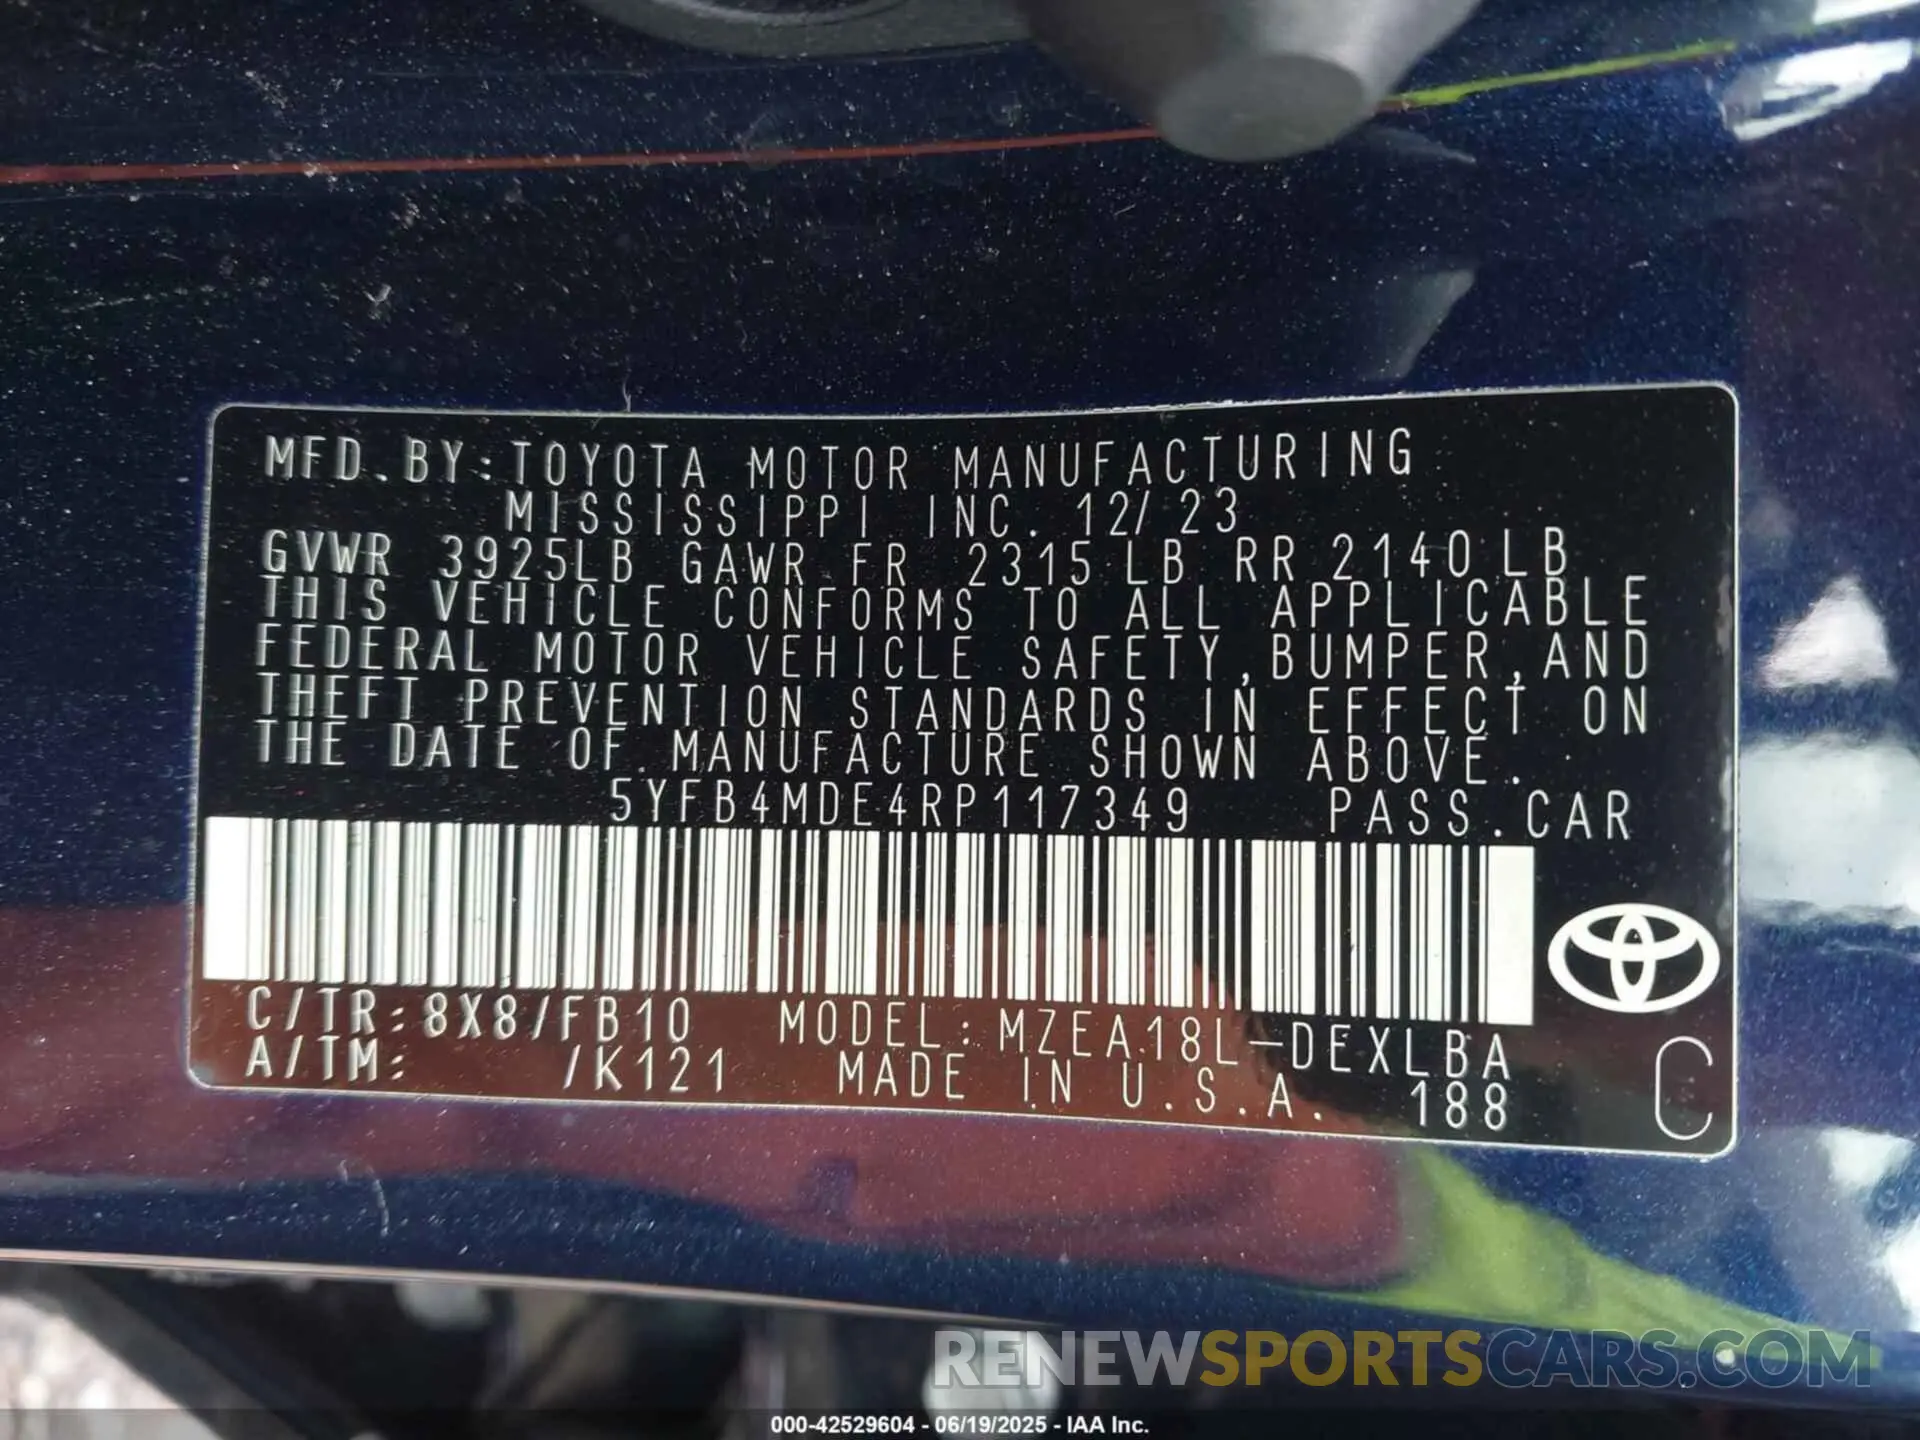 MFD.BY:TOYOTA MOTOR MANUFACTURING
MISSISSIPPI INC. 12/23
GVWR 3925LB GAWR FR 2315 LB RR 2140 LB
THIS VEHICLE CONFORMS TO ALL APPLICABLE
FEDERAL MOTOR VEHICLE SAFETY,BUMPER,AND
THEFT PREVENTION STANDARDS IN EFFECT ON
THE DATE OF MANUFACTURE SHOWN ABOVE.
5YFB4MDE4RP117349 PASS.CAR
C/TR:8X8/FB10 MODEL:MZEA18L-DEXLBA
A/TM: /K121 MADE IN U.S.A. 188
C
RENEWSPORTSCARS.COM
000-42529604 - 06/19/2025 - IAA Inc.